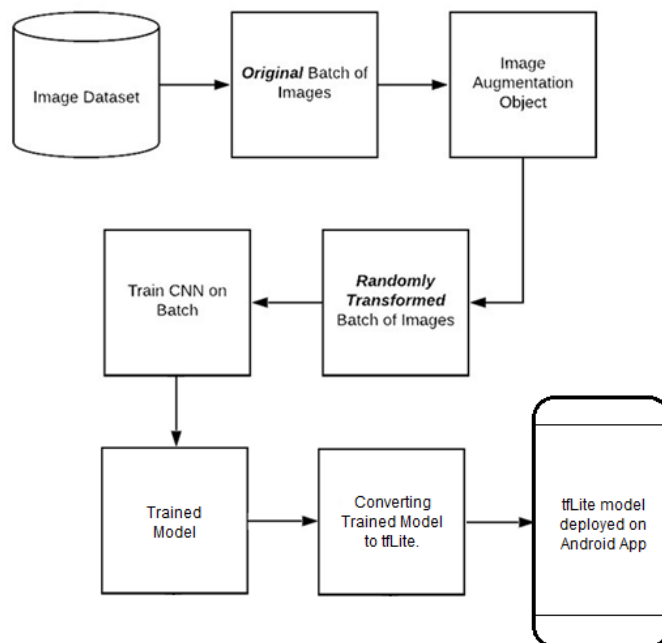 Image Dataset
Original Batch of
Images
Image
Augmentation
Object
Randomly
Transformed
Batch of Images
Train CNN on
Batch
Trained
Model
Converting
Trained Model
to tfLite.
tfLite model
deployed on
Android App